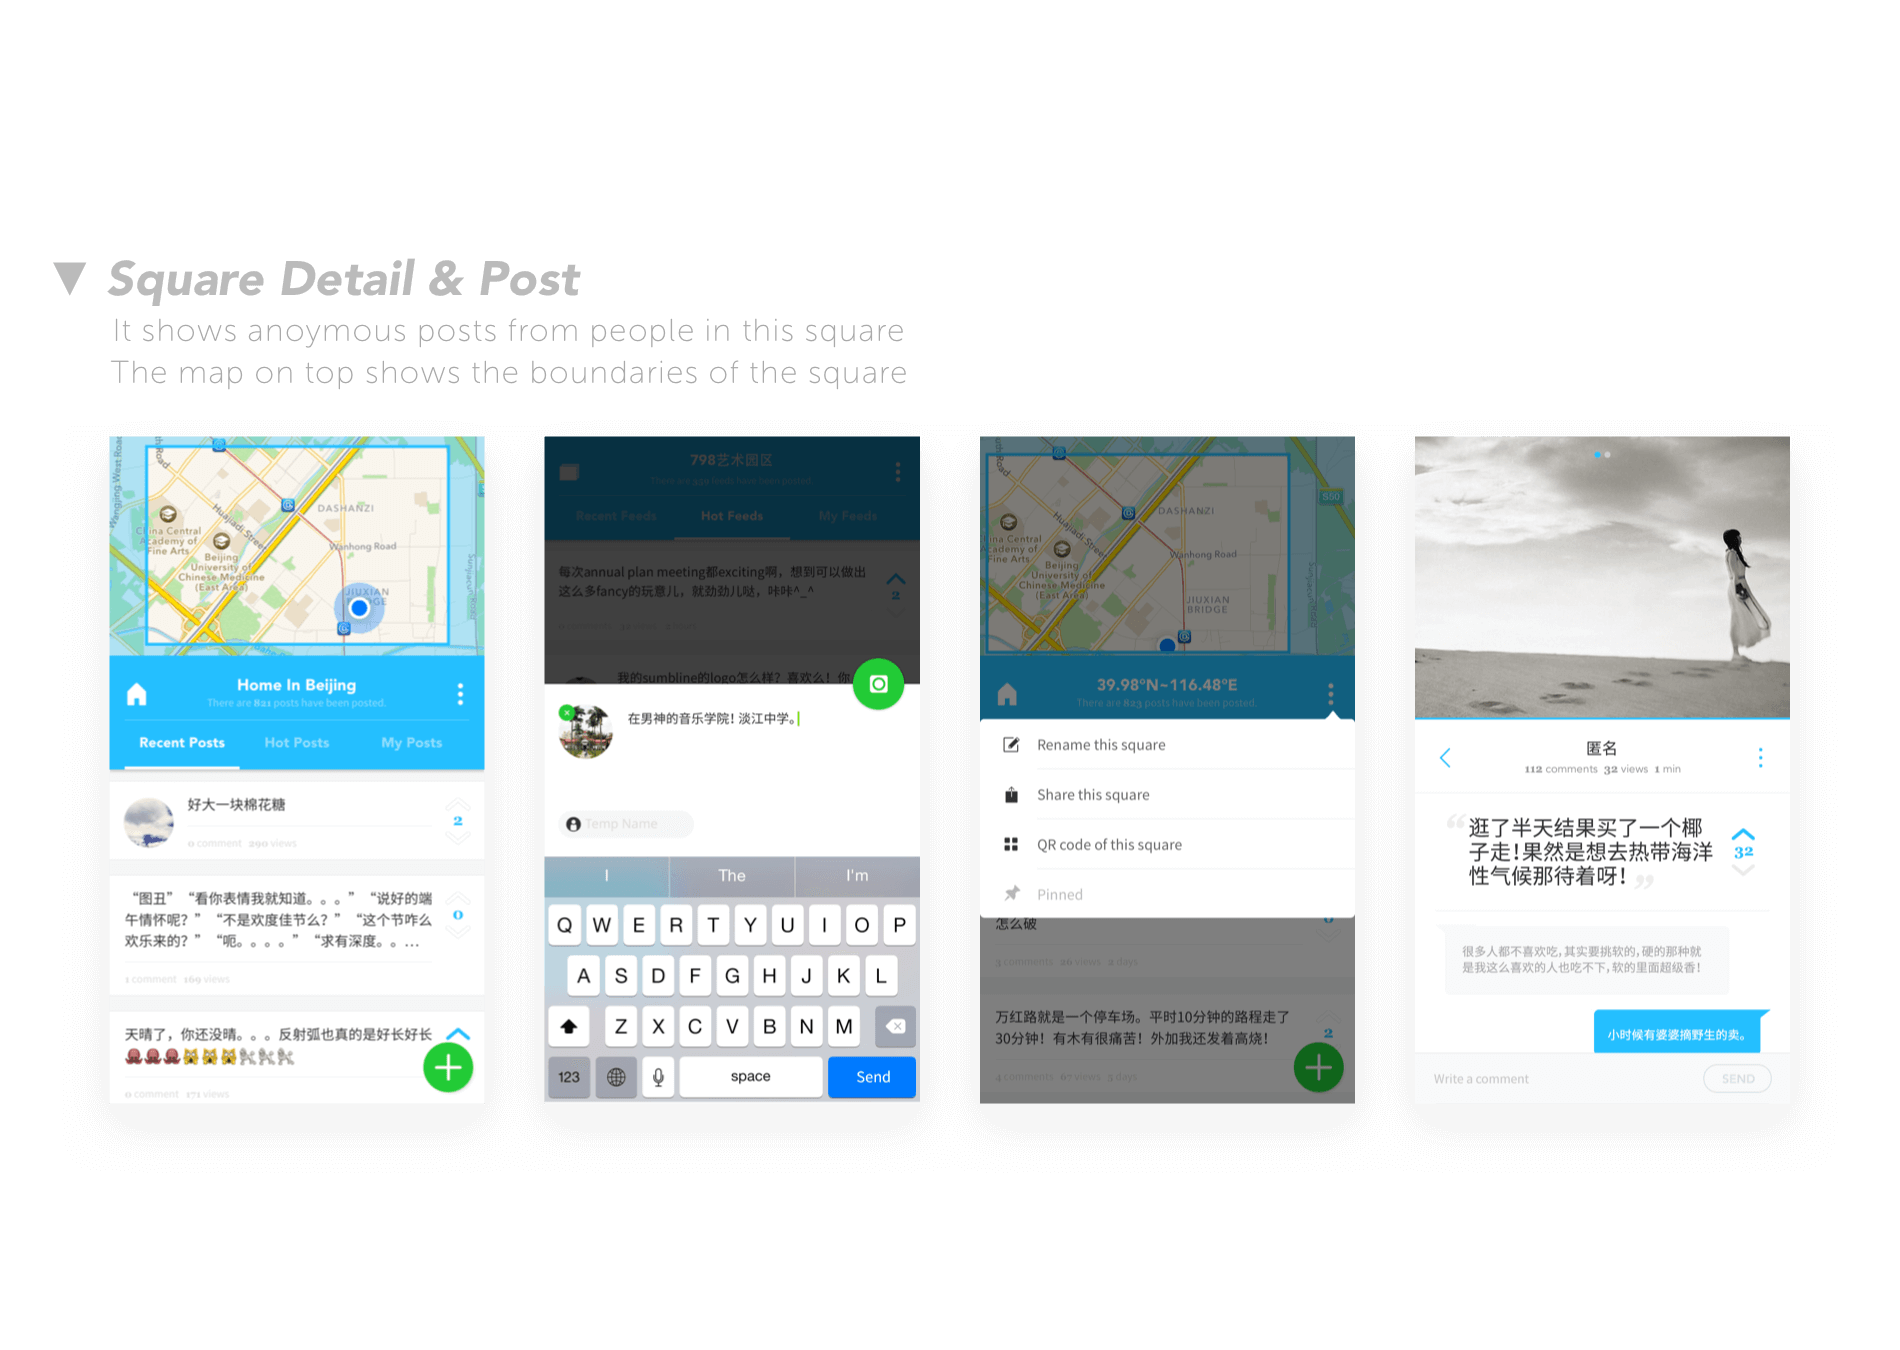 ▼ Square Detail & Post
It shows anoymous posts from people in this square
The map on top shows the boundaries of the square
Wangjing West Road
China Central
Academy of
Fine Arts
Huajiadi Street
Beijing
University of
Chinese Medicine
(East Area)
DASHANZI
Wanhong Road
JIUXIAN
Home In Beijing
There are 821 posts have been posted.
Recent Posts Hot Posts My Posts
好大一块棉花糖
2
0 comment 290 views
“图丑”“看你表情我就知道。。。”“说好的端
午情怀呢？”“不是欢度佳节么？”“这个节咋么
欢乐来的？”“呃。。。。”“求有深度。。...
0
1 comment 169 views
天晴了，你还没晴。。。反射弧也真的是好长好长
0 comment 171 views
798艺术园区
Recent Feeds Hot Feeds My Feeds
每次annual plan meeting都exciting啊，想到可以做出
这么多fancy的玩意儿，就劲劲儿哒，咔咔^_^
2
我的sumbline的logo怎么样？喜欢么！你
在男神的音乐学院！淡江中学。
Temp Name
I The I'm
Q W E R T Y U I O P
A S D F G H J K L
Z X C V B N M
123 space Send
S50
Academy of
Fine Arts
Huajiadi Street
Beijing
University of
Chinese Medicine
(East Area)
DASHANZI
Wanhong Road
JIUXIAN
BRIDGE
39.98°N~116.48°E
There are 823 posts have been posted.
Rename this square
Share this square
QR code of this square
Pinned
怎么破
0
3 comments 26 views 2 days
万红路就是一个停车场。平时10分钟的路程走了
30分钟！有木有很痛苦！外加我还发着高烧！
2
4 comments 67 views 3 days
匿名
112 comments 32 views 1 min
“逛了半天结果买了一个椰
子走！果然是想去热带海洋
性气候那待着呀！”
32
很多人都不喜欢吃，其实要挑软的，硬的那种就
是我这么喜欢的人也吃不下，软的里面超级香！
小时候有婆婆摘野生的卖。
Write a comment SEND